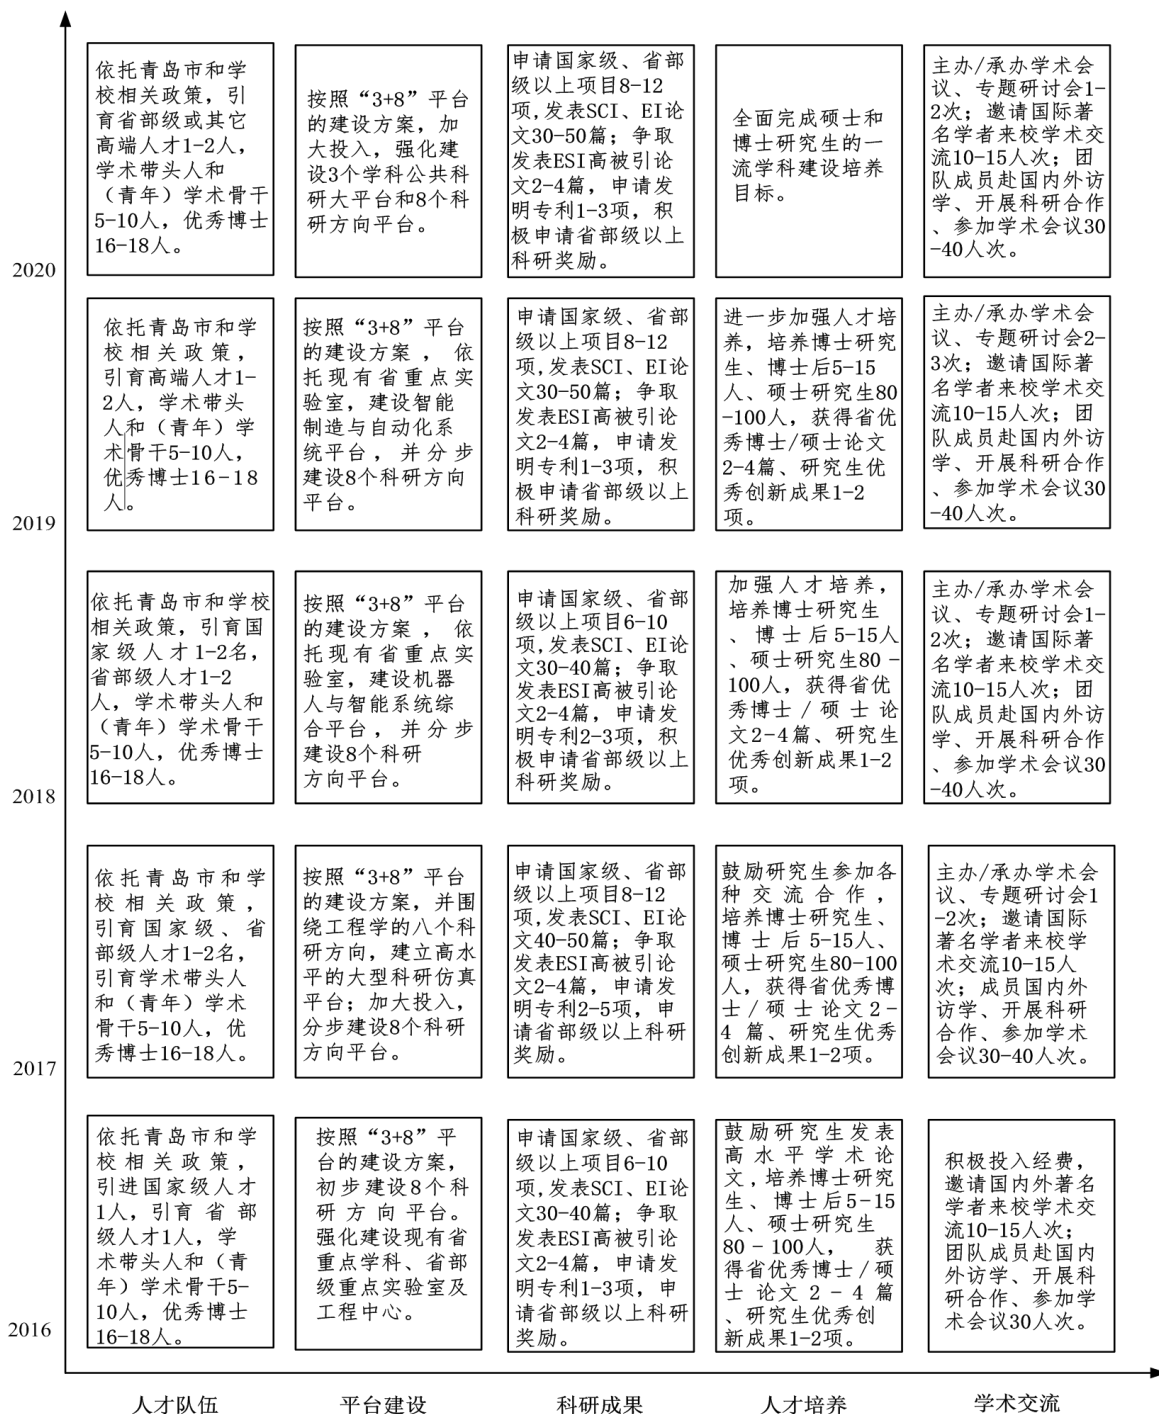 依托青岛市和学
校相关政策，引
育省部级或其它
高端人才1-2人，
学术带头人和
（青年）学术骨干
5-10人，优秀博士
16-18人。
按照“3+8”平台
的建设方案，加
大投入，强化建
设3个学科公共科
研大平台和8个科
研方向平台。
申请国家级、省部
级以上项目8-12
项,发表SCI、EI论
文30-50篇；争取
发表ESI高被引论
文2-4篇，申请发
明专利1-3项，积
极申请省部级以上
科研奖励。
全面完成硕士和
博士研究生的一
流学科建设培养
目标。
主办/承办学术会
议、专题研讨会1-
2次；邀请国际著
名学者来校学术交
流10-15人次；团
队成员赴国内外访
学、开展科研合作
、参加学术会议30
-40人次。
2020
依托青岛市和学
校相关政策，
引育高端人才1-
2人，学术带头
人和（青年）学
术骨干5-10人，
优秀博士16-18
人。
按照“3+8”平台
的建设方案，依
托现有省重点实
验室，建设智能
制造与自动化系
统平台，并分步
建设8个科研方向
平台。
申请国家级、省部
级以上项目8-12
项,发表SCI、EI论
文30-50篇；争取
发表ESI高被引论
文2-4篇，申请发
明专利1-3项，积
极申请省部级以上
科研奖励。
进一步加强人才培
养，培养博士研究
生、博士后5-15
人、硕士研究生80
-100人，获得省优
秀博士/硕士论文
2-4篇、研究生优
秀创新成果1-2
项。
主办/承办学术会
议、专题研讨会2-
3次；邀请国际著
名学者来校学术交
流10-15人次；团
队成员赴国内外访
学、开展科研合作
、参加学术会议30
-40人次。
2019
依托青岛市和学校
相关政策，引育国
家级人才1-2名，
省部级人才1-2
人，学术带头人和
（青年）学术骨干
5-10人，优秀博士
16-18人。
按照“3+8”平台
的建设方案，依
托现有省重点实
验室，建设机器
人与智能系统综
合平台，并分步
建设8个科研
方向平台。
申请国家级、省部
级以上项目6-10
项,发表SCI、EI论
文30-40篇；争取
发表ESI高被引论
文2-4篇，申请发
明专利2-3项，积
极申请省部级以上
科研奖励。
加强人才培养，
培养博士研究生
、博士后5-15人
、硕士研究生80-
100人，获得省优
秀博士/硕士论
文2-4篇、研究生
优秀创新成果1-2
项。
主办/承办学术会
议、专题研讨会1-
2次；邀请国际著
名学者来校学术交
流10-15人次；团
队成员赴国内外访
学、开展科研合作
、参加学术会议30
-40人次。
2018
依托青岛市和学
校相关政策，
引育国家级、省
部级人才1-2名，
引育学术带头人
和（青年）学术
骨干5-10人，优
秀博士16-18人。
按照“3+8”平台
的建设方案，并围
绕工程学的八个科
研方向，建立高水
平的大型科研仿真
平台；加大投入，
分步建设8个科研
方向平台。
申请国家级、省部
级以上项目8-12
项,发表SCI、EI论
文40-50篇；争取
发表ESI高被引论
文2-4篇，申请发
明专利2-5项，申
请省部级以上科研
奖励。
鼓励研究生参加各
种交流合作，
培养博士研究生、
博士后5-15人、
硕士研究生80-100
人，获得省优秀博
士/硕士论文2-
4篇、研究生优秀
创新成果1-2项。
主办/承办学术会
议、专题研讨会1
-2次；邀请国际
著名学者来校学
术交流10-15人
次；成员国内外
访学、开展科研
合作、参加学术
会议30-40人次。
2017
依托青岛市和学
校相关政策，
引进国家级人才
1人，引育省部
级人才1人，学
术带头人和（青
年）学术骨干5-
10人，优秀博士
16-18人。
按照“3+8”平
台的建设方案，
初步建设8个科
研方向平台。
强化建设现有省
重点学科、省部
级重点实验室及
工程中心。
申请国家级、省部
级以上项目6-10
项,发表SCI、EI论
文30-40篇；争取
发表ESI高被引论
文2-4篇，申请发
明专利1-3项，申
请省部级以上科研
奖励。
鼓励研究生发表
高水平学术论
文,培养博士研究
生、博士后5-15
人、硕士研究生
80-100人，获
得省优秀博士/硕
士论文2-4篇
、研究生优秀创
新成果1-2项。
积极投入经费，
邀请国内外著名
学者来校学术交
流10-15人次；
团队成员赴国内
外访学、开展科
研合作、参加学
术会议30人次。
2016
人才队伍
平台建设
科研成果
人才培养
学术交流